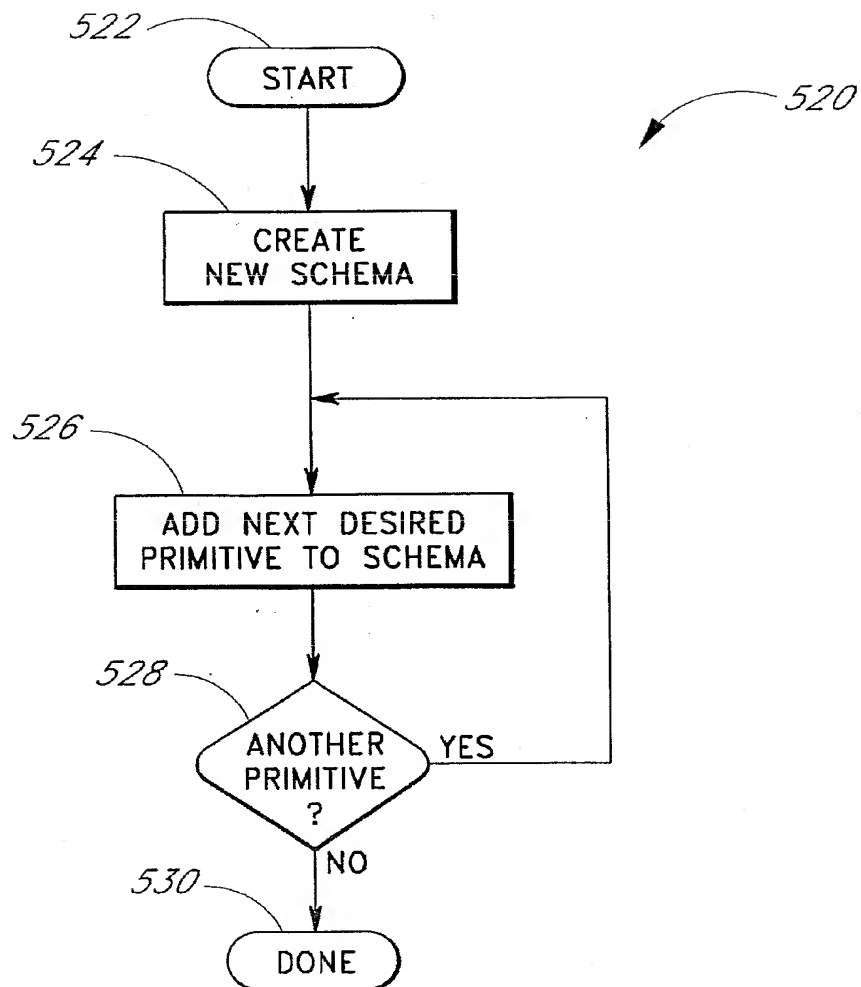 522
START
520
524
CREATE
NEW SCHEMA
526
ADD NEXT DESIRED
PRIMITIVE TO SCHEMA
528
ANOTHER
PRIMITIVE
?
YES
NO
530
DONE